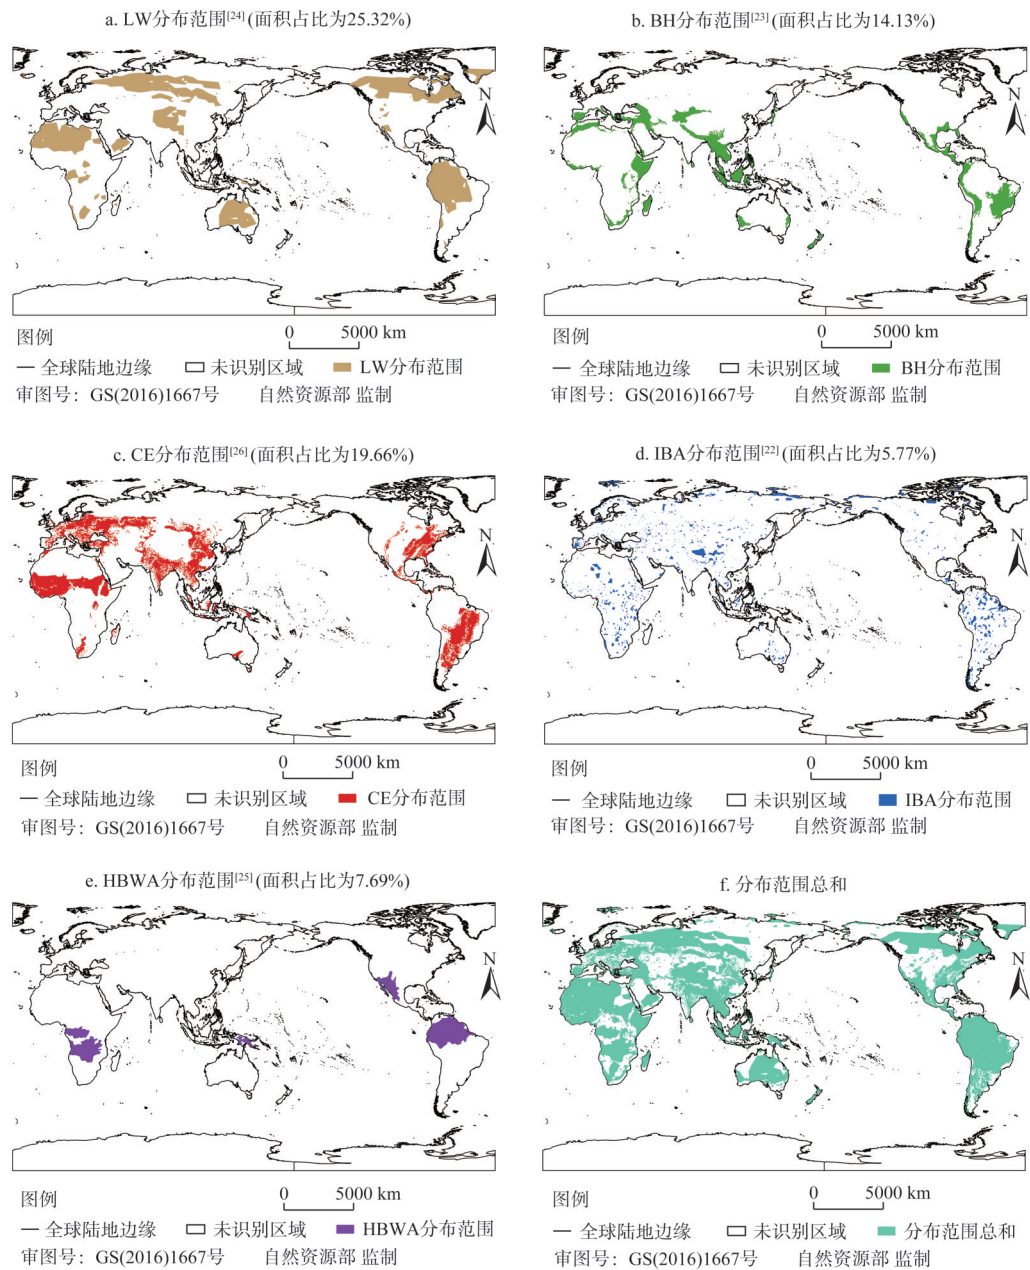 a. LW分布范围[24] (面积占比为25.32%)
N
0 5000 km
图例
全球陆地边缘 未识别区域 LW分布范围
审图号：GS(2016)1667号 自然资源部 监制
b. BH分布范围[23] (面积占比为14.13%)
N
0 5000 km
图例
全球陆地边缘 未识别区域 BH分布范围
审图号：GS(2016)1667号 自然资源部 监制
c. CE分布范围[26] (面积占比为19.66%)
N
0 5000 km
图例
全球陆地边缘 未识别区域 CE分布范围
审图号：GS(2016)1667号 自然资源部 监制
d. IBA分布范围[22] (面积占比为5.77%)
N
0 5000 km
图例
全球陆地边缘 未识别区域 IBA分布范围
审图号：GS(2016)1667号 自然资源部 监制
e. HBWA分布范围[25] (面积占比为7.69%)
N
0 5000 km
图例
全球陆地边缘 未识别区域 HBWA分布范围
审图号：GS(2016)1667号 自然资源部 监制
f. 分布范围总和
N
0 5000 km
图例
全球陆地边缘 未识别区域 分布范围总和
审图号：GS(2016)1667号 自然资源部 监制